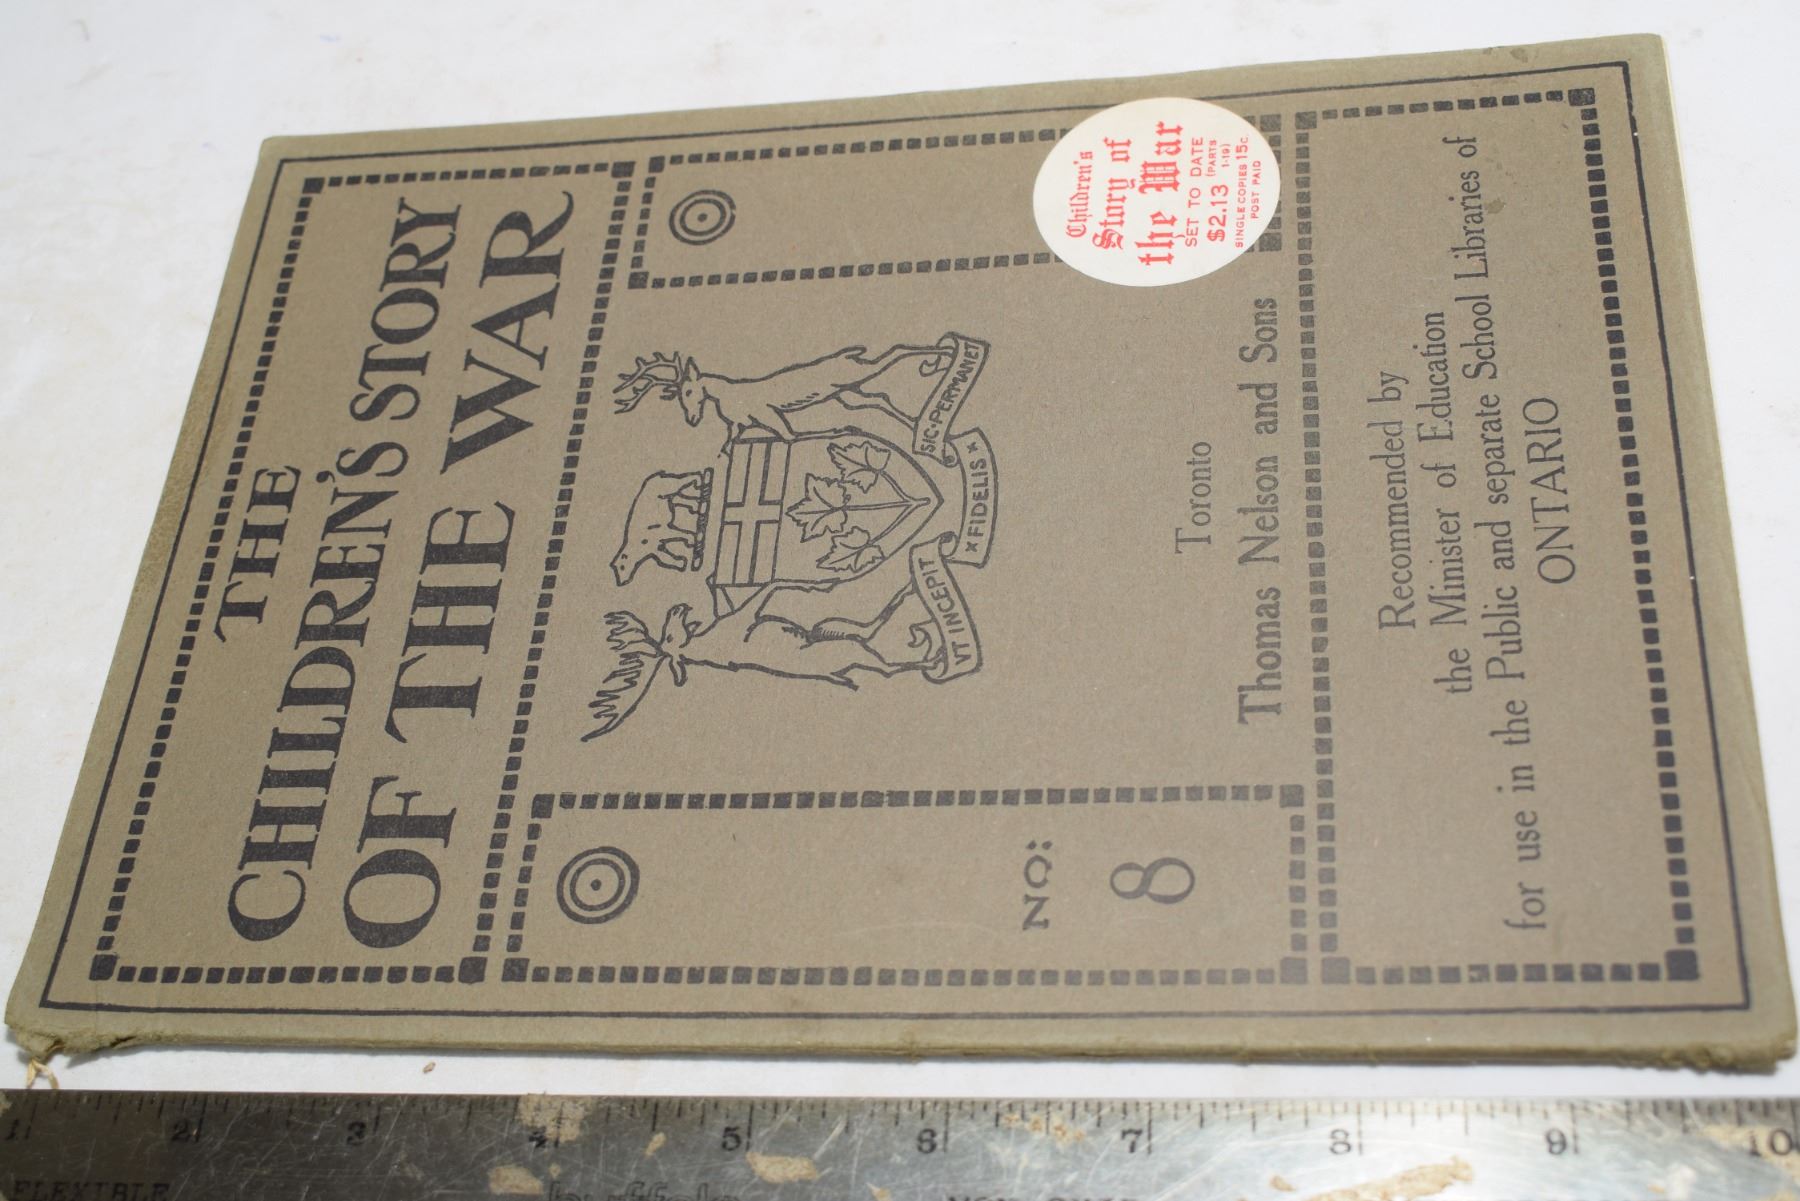 THE
CHILDREN'S STORY
OF THE WAR
VT INCEPIT
FIDELIS
SIC·PERMANET
Children's
Story of
the War
SET TO DATE
$2.13 (PARTS 1-19)
SINGLE COPIES 15c.
POST PAID
NO:
8
Toronto
Thomas Nelson and Sons
Recommended by
the Minister of Education
for use in the Public and separate School Libraries of
ONTARIO
1 2 3 4 5 6 7 8 9 10
FLEXIBLE